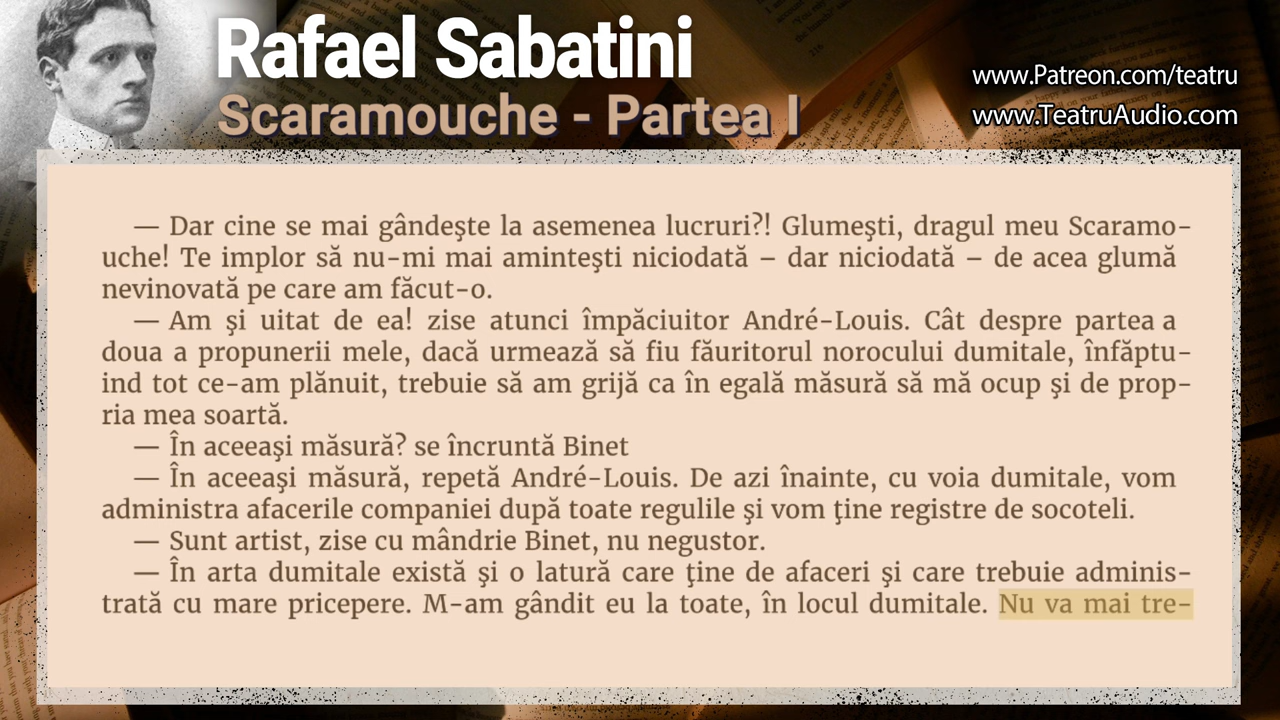 Rafael Sabatini
Scaramouche - Partea I
www.Patreon.com/teatru
www.TeatruAudio.com
— Dar cine se mai gândeşte la asemenea lucruri?! Glumeşti, dragul meu Scaramo-
uche! Te implor să nu-mi mai aminteşti niciodată – dar niciodată – de acea glumă
nevinovată pe care am făcut-o.
— Am şi uitat de ea! zise atunci împăciuitor André-Louis. Cât despre partea a
doua a propunerii mele, dacă urmează să fiu făuritorul norocului dumitale, înfăptu-
ind tot ce-am plănuit, trebuie să am grijă ca în egală măsură să mă ocup şi de prop-
ria mea soartă.
— În aceeaşi măsură? se încruntă Binet
— În aceeaşi măsură, repetă André-Louis. De azi înainte, cu voia dumitale, vom
administra afacerile companiei după toate regulile şi vom ţine registre de socoteli.
— Sunt artist, zise cu mândrie Binet, nu negustor.
— În arta dumitale există şi o latură care ţine de afaceri şi care trebuie adminis-
trată cu mare pricepere. M-am gândit eu la toate, în locul dumitale. Nu va mai tre-